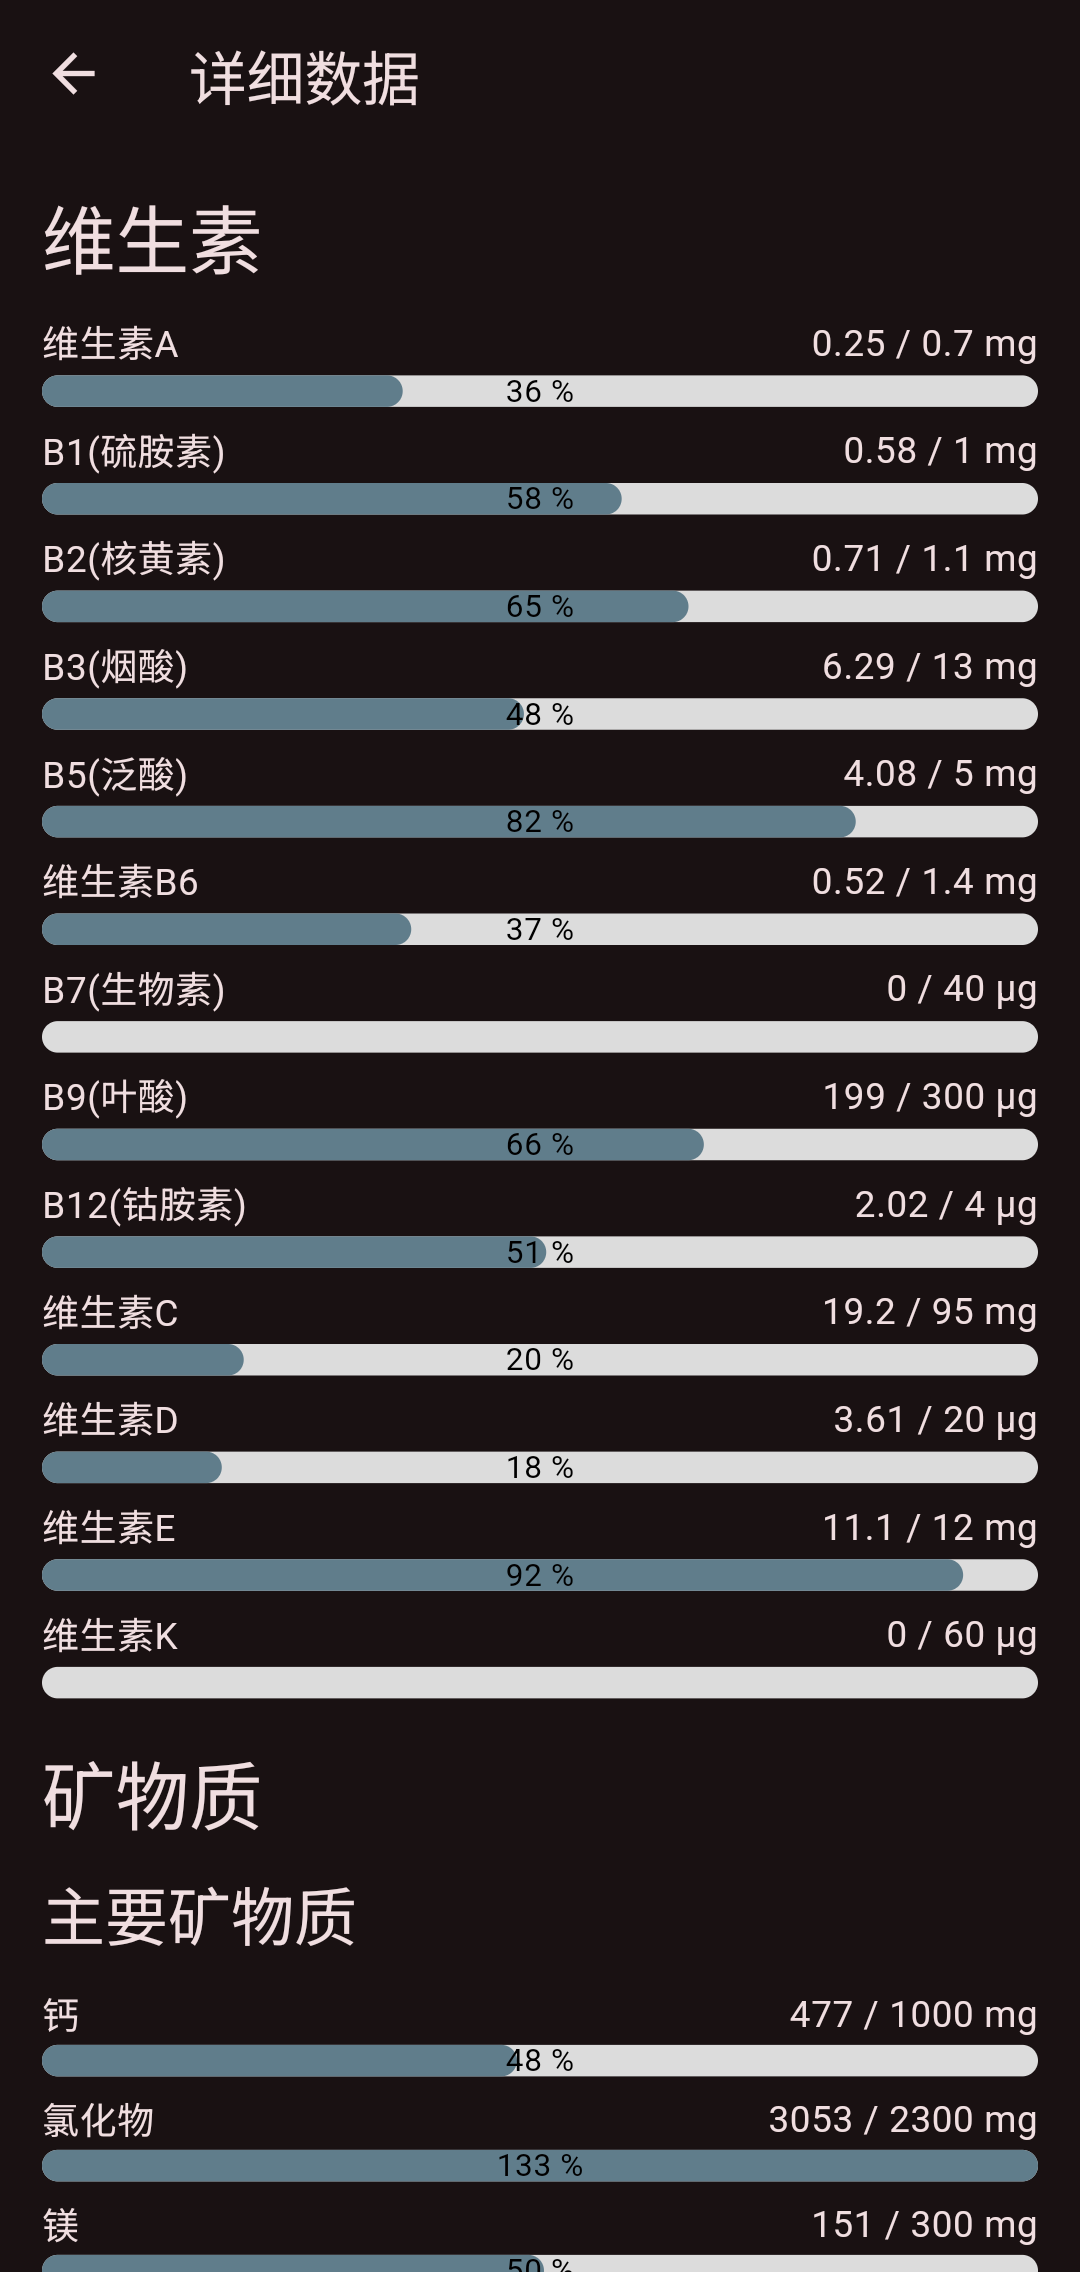 详细数据
维生素
维生素A 0.25 / 0.7 mg
36 %
B1(硫胺素) 0.58 / 1 mg
58 %
B2(核黄素) 0.71 / 1.1 mg
65 %
B3(烟酸) 6.29 / 13 mg
48 %
B5(泛酸) 4.08 / 5 mg
82 %
维生素B6 0.52 / 1.4 mg
37 %
B7(生物素) 0 / 40 µg
B9(叶酸) 199 / 300 µg
66 %
B12(钴胺素) 2.02 / 4 µg
51 %
维生素C 19.2 / 95 mg
20 %
维生素D 3.61 / 20 µg
18 %
维生素E 11.1 / 12 mg
92 %
维生素K 0 / 60 µg
矿物质
主要矿物质
钙 477 / 1000 mg
48 %
氯化物 3053 / 2300 mg
133 %
镁 151 / 300 mg
50 %